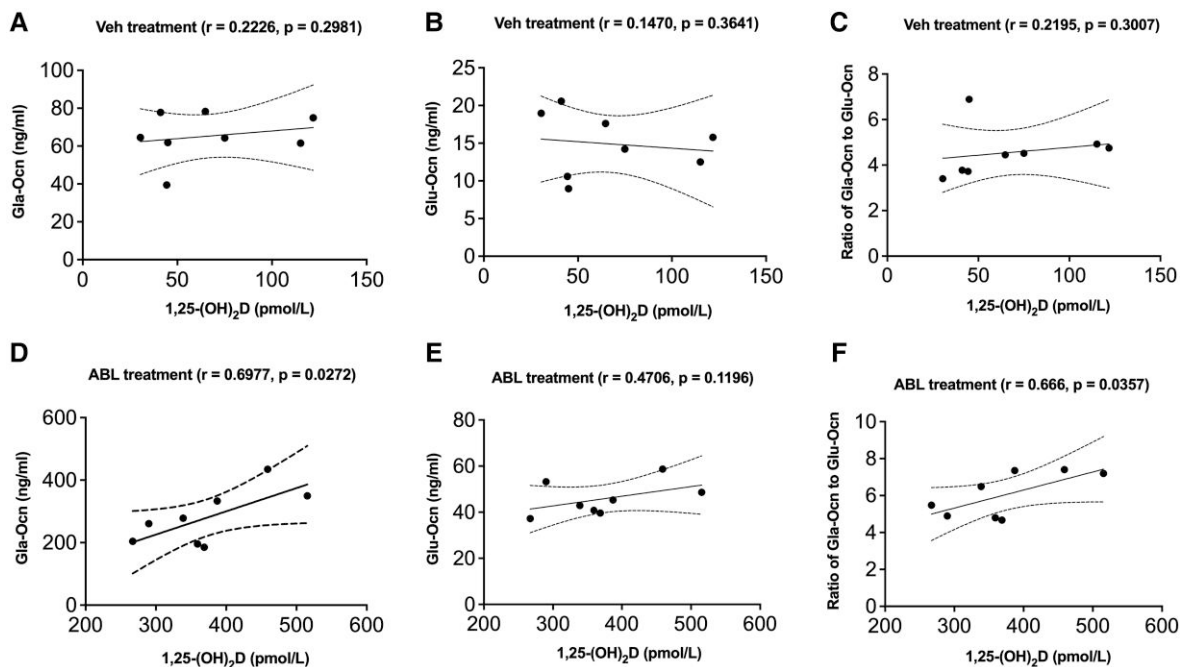 A
Veh treatment (r = 0.2226, p = 0.2981)
Gla-Ocn (ng/ml)
100
80
60
40
20
0
0 50 100 150
1,25-(OH)₂D (pmol/L)
B
Veh treatment (r = 0.1470, p = 0.3641)
Glu-Ocn (ng/ml)
25
20
15
10
5
0
0 50 100 150
1,25-(OH)₂D (pmol/L)
C
Veh treatment (r = 0.2195, p = 0.3007)
Ratio of Gla-Ocn to Glu-Ocn
8
6
4
2
0
0 50 100 150
1,25-(OH)₂D (pmol/L)
D
ABL treatment (r = 0.6977, p = 0.0272)
Gla-Ocn (ng/ml)
600
400
200
0
200 300 400 500 600
1,25-(OH)₂D (pmol/L)
E
ABL treatment (r = 0.4706, p = 0.1196)
Glu-Ocn (ng/ml)
80
60
40
20
0
200 300 400 500 600
1,25-(OH)₂D (pmol/L)
F
ABL treatment (r = 0.666, p = 0.0357)
Ratio of Gla-Ocn to Glu-Ocn
10
8
6
4
2
0
200 300 400 500 600
1,25-(OH)₂D (pmol/L)